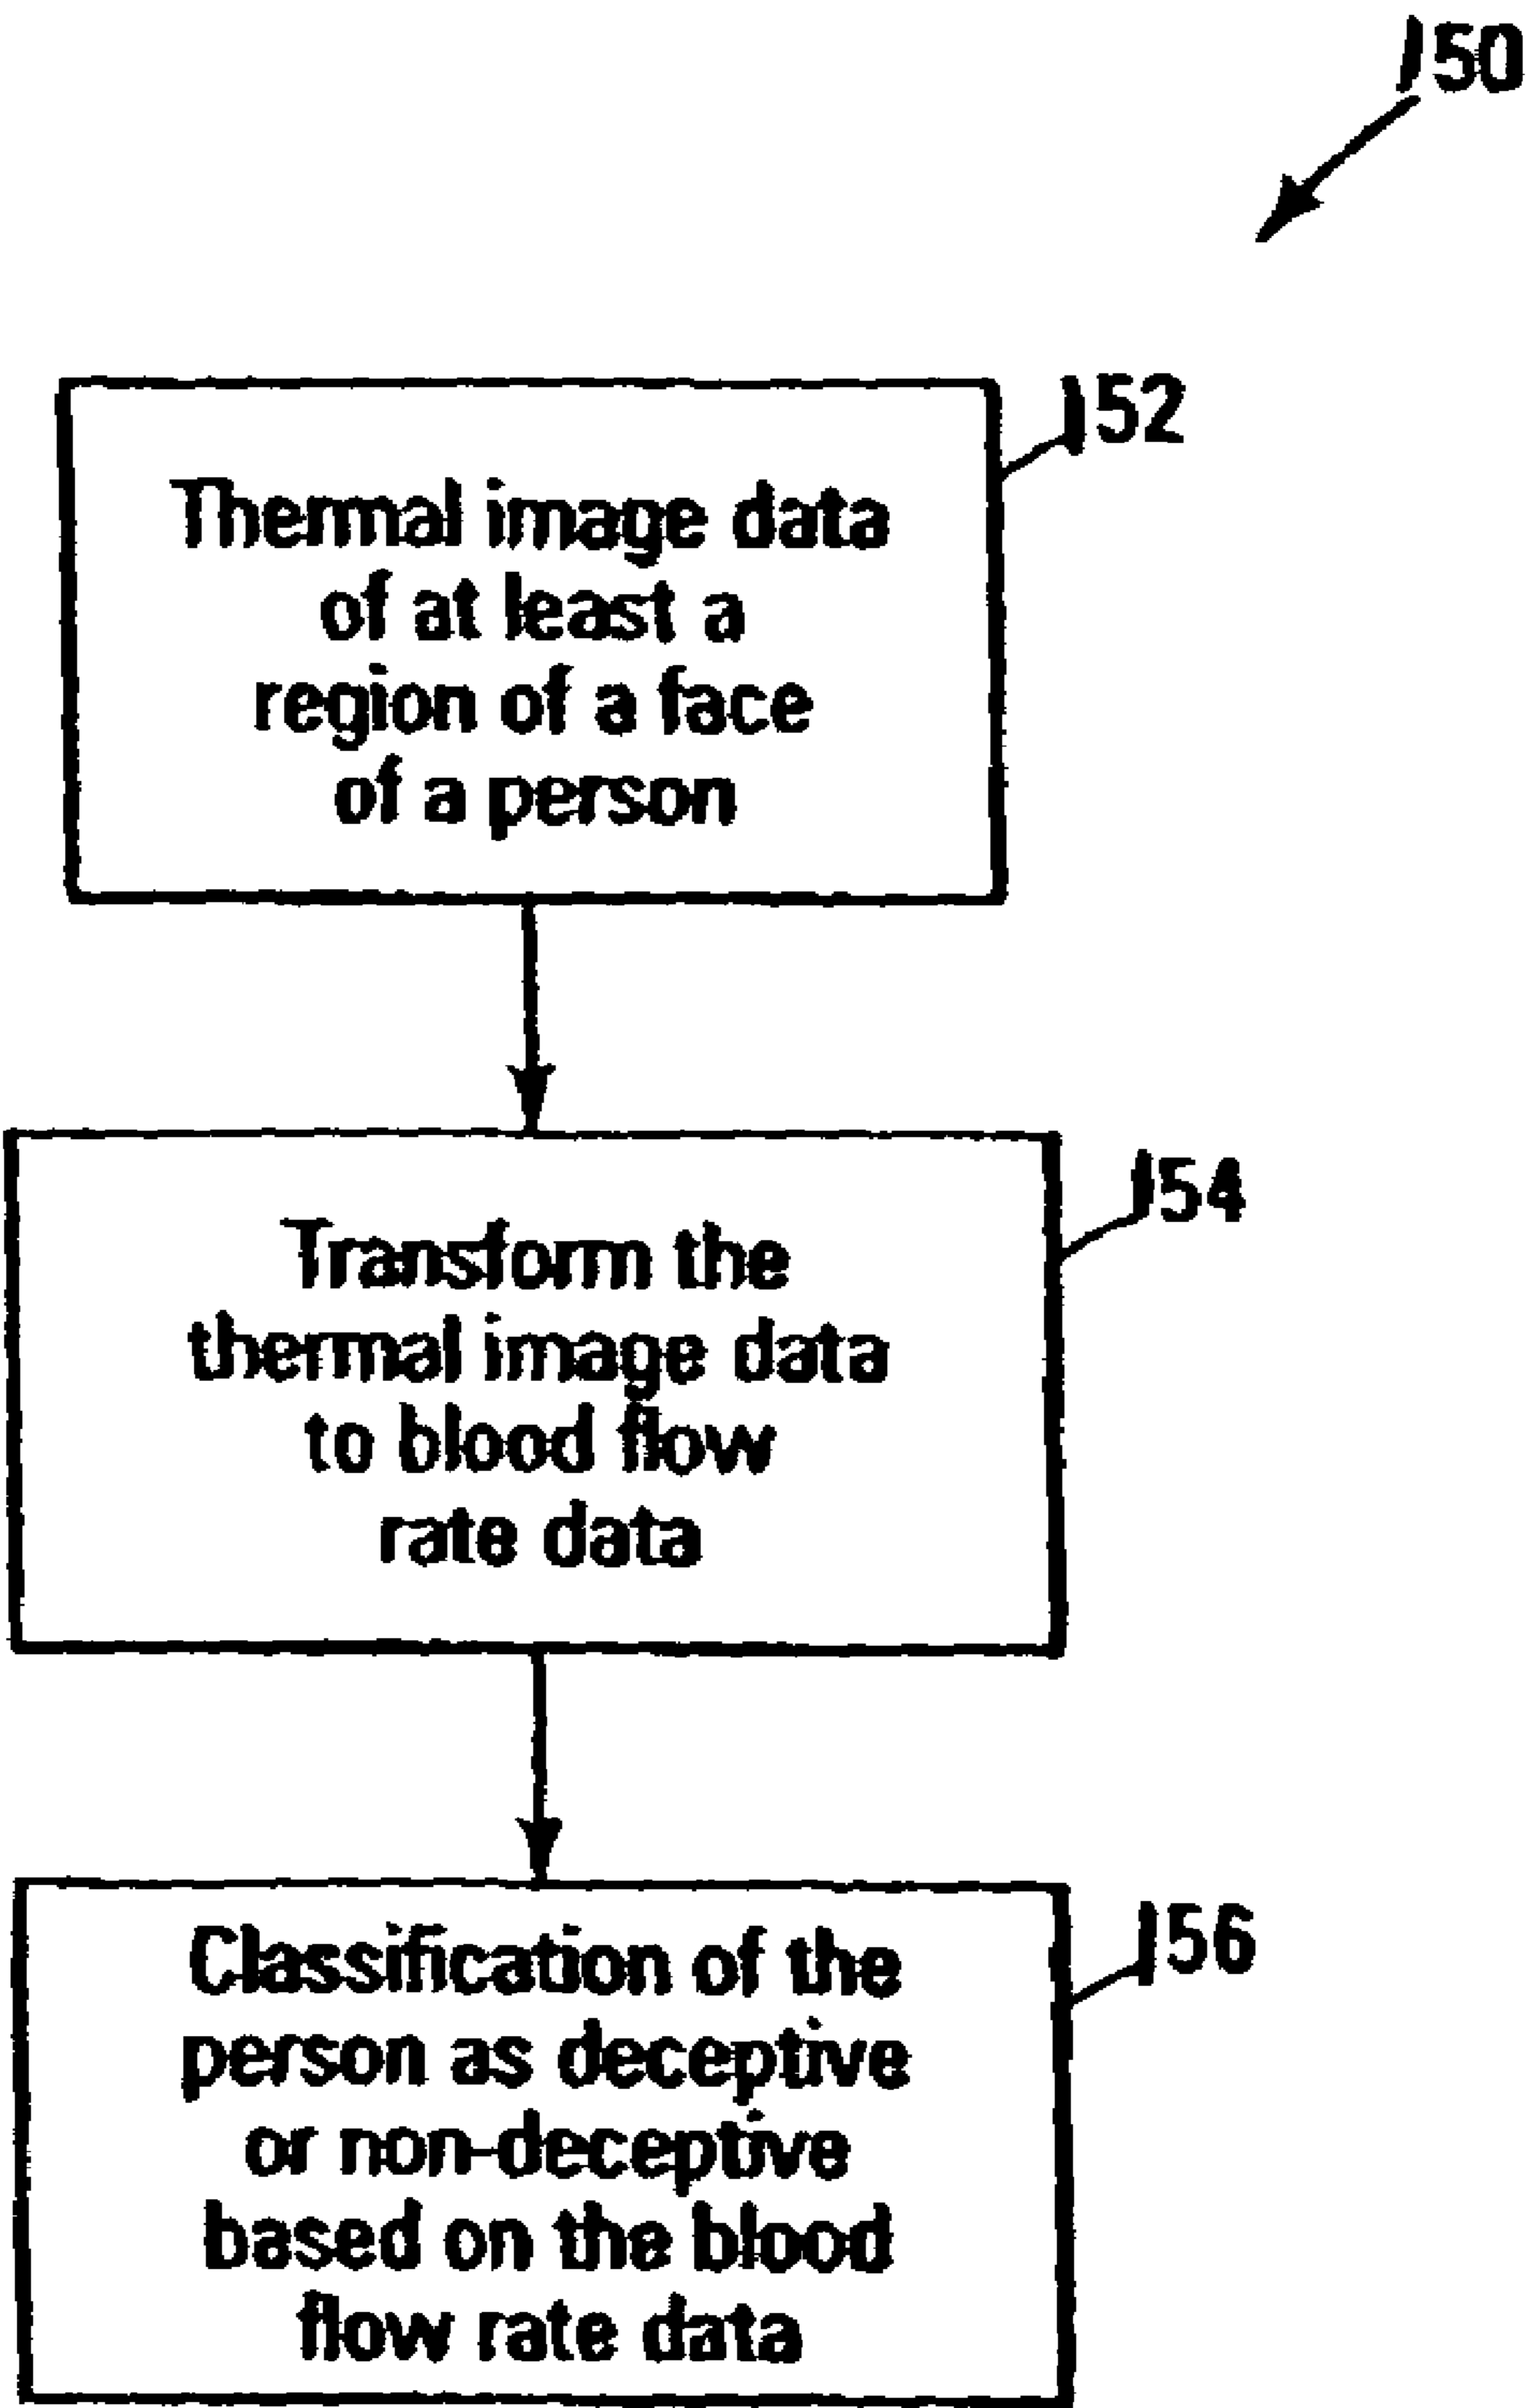 150
152
Thermal image data
of at least a
region of a face
of a person
154
Transform the
thermal image data
to blood flow
rate data
156
Classification of the
person as deceptive
or non-deceptive
based on the blood
flow rate data